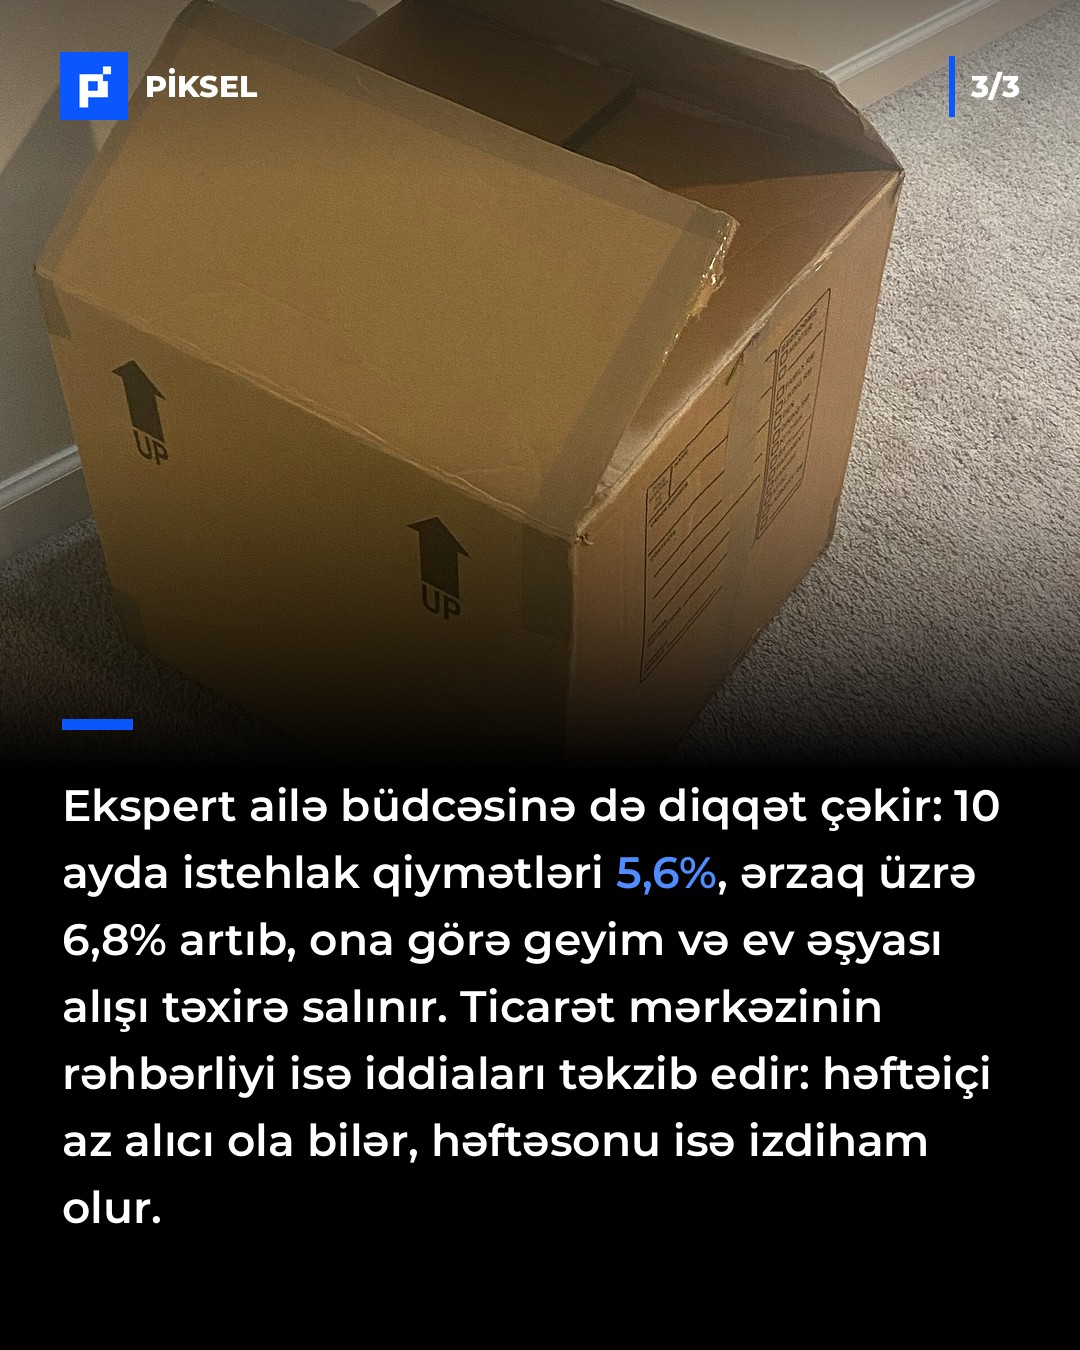 PİKSEL
3/3
UP
UP
Ekspert ailə büdcəsinə də diqqət çəkir: 10
ayda istehlak qiymətləri 5,6%, ərzaq üzrə
6,8% artıb, ona görə geyim və ev əşyası
alışı təxirə salınır. Ticarət mərkəzinin
rəhbərliyi isə iddiaları təkzib edir: həftəiçi
az alıcı ola bilər, həftəsonu isə izdiham
olur.